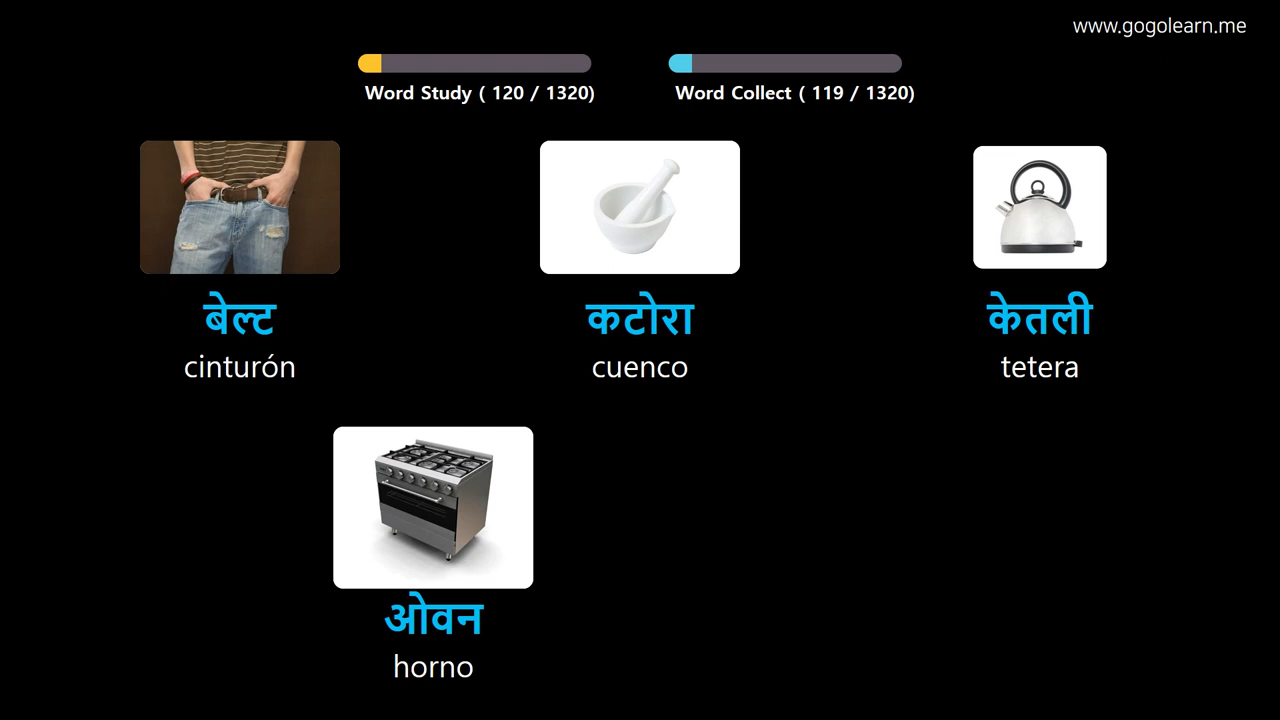 www.gogolearn.me
Word Study ( 120 / 1320)
Word Collect ( 119 / 1320)
बेल्ट
cinturón
कटोरा
cuenco
केतली
tetera
ओवन
horno